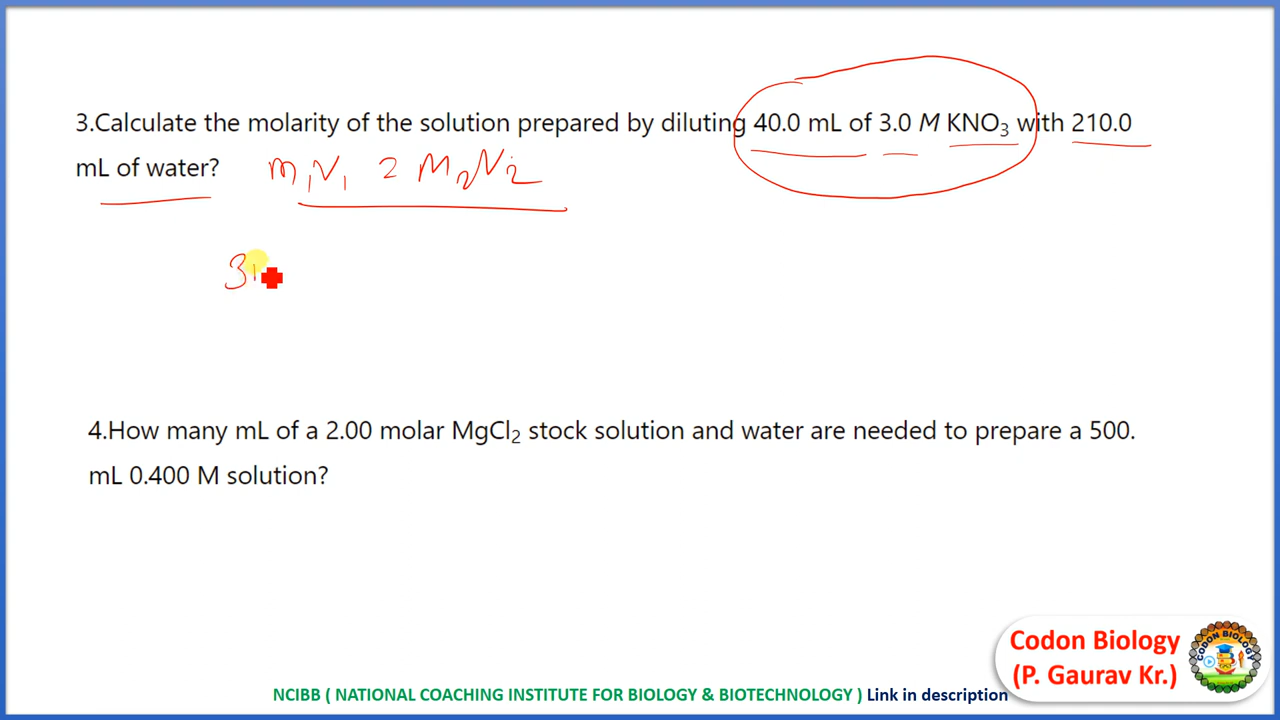 3.Calculate the molarity of the solution prepared by diluting 40.0 mL of 3.0 M KNO₃ with 210.0
mL of water?
m₁V₁ = M₂V₂
3
4.How many mL of a 2.00 molar MgCl₂ stock solution and water are needed to prepare a 500.
mL 0.400 M solution?
Codon Biology
(P. Gaurav Kr.)
CODON BIOLOGY
NCIBB ( NATIONAL COACHING INSTITUTE FOR BIOLOGY & BIOTECHNOLOGY ) Link in description